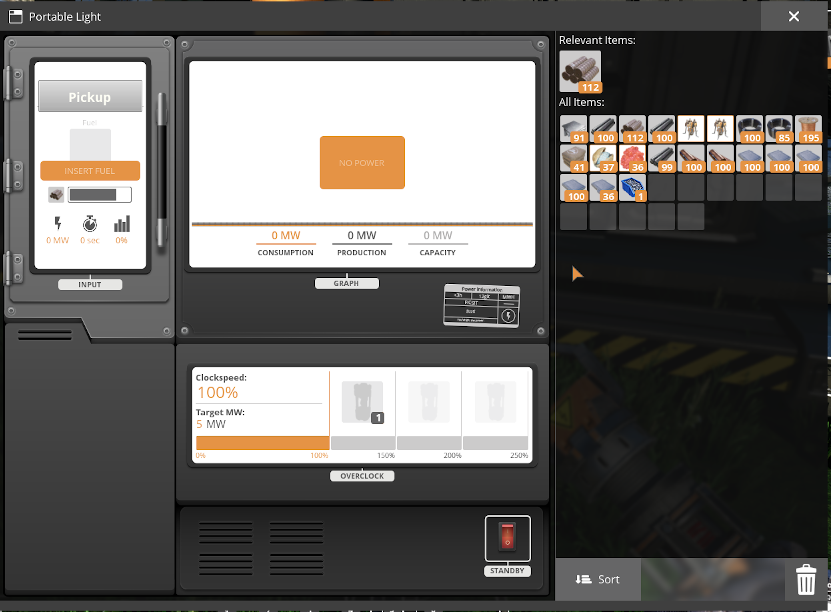 Portable Light
Pickup
Fuel
INSERT FUEL
0 MW 0 sec 0%
INPUT
NO POWER
0 MW 0 MW 0 MW
CONSUMPTION PRODUCTION CAPACITY
GRAPH
Power Information
Clockspeed:
100%
Target MW:
5 MW
1
0% 100% 150% 200% 250%
OVERCLOCK
STANDBY
Relevant Items:
112
All Items:
91 100 112 100 100 85 195
41 37 36 99 100 100 100 100 100
100 36 1
Sort